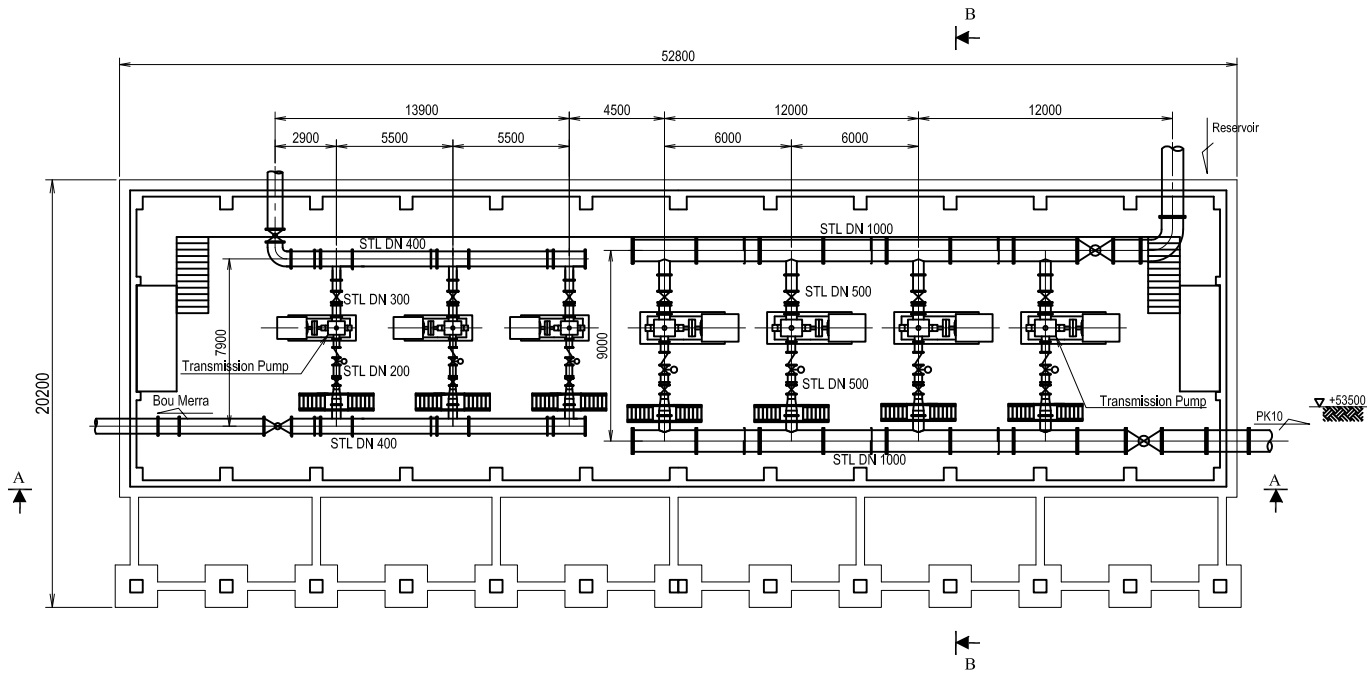 B
52800
13900
4500
12000
12000
2900
5500
5500
6000
6000
Reservoir
STL DN 400
STL DN 1000
STL DN 300
STL DN 500
7900
9000
20200
Transmission Pump
STL DN 200
STL DN 500
Bou Merra
Transmission Pump
+53500
PK10
STL DN 400
STL DN 1000
A
A
B